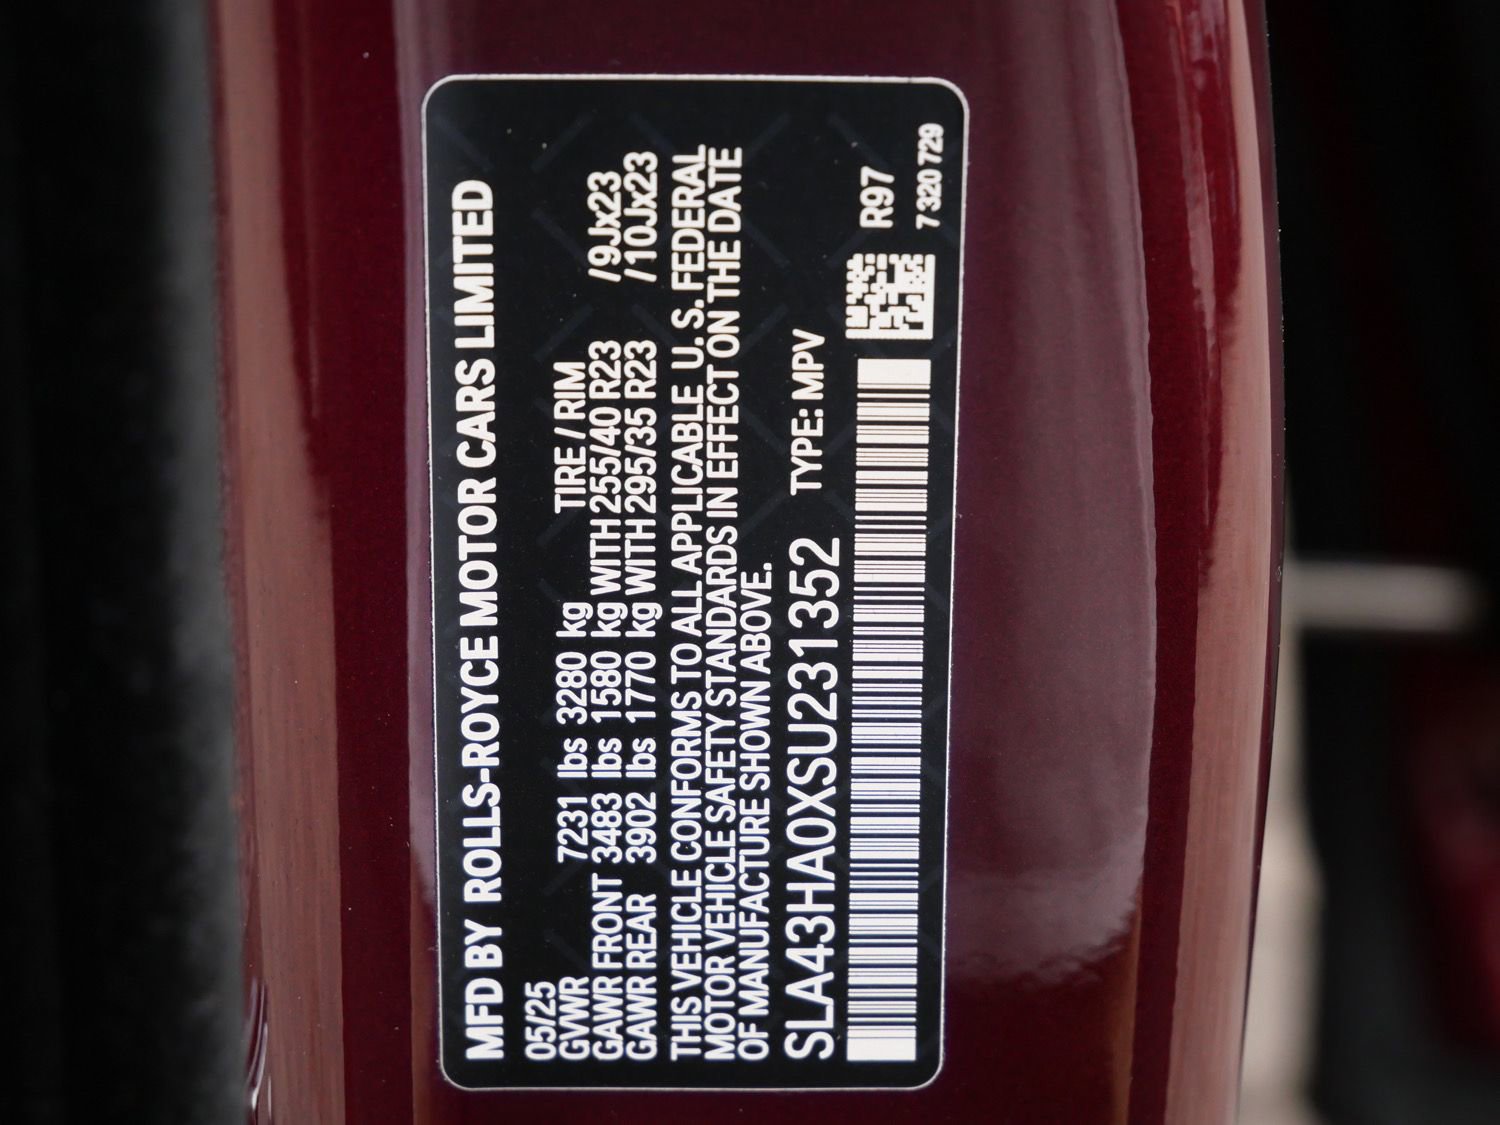 MFD BY ROLLS-ROYCE MOTOR CARS LIMITED
05/25
GVWR 7231 lbs 3280 kg TIRE / RIM
GAWR FRONT 3483 lbs 1580 kg WITH 255/40 R23 /9Jx23
GAWR REAR 3902 lbs 1770 kg WITH 295/35 R23 /10Jx23
THIS VEHICLE CONFORMS TO ALL APPLICABLE U. S. FEDERAL
MOTOR VEHICLE SAFETY STANDARDS IN EFFECT ON THE DATE
OF MANUFACTURE SHOWN ABOVE.
SLA43HA0XSU231352 TYPE: MPV
R97
7 320 729